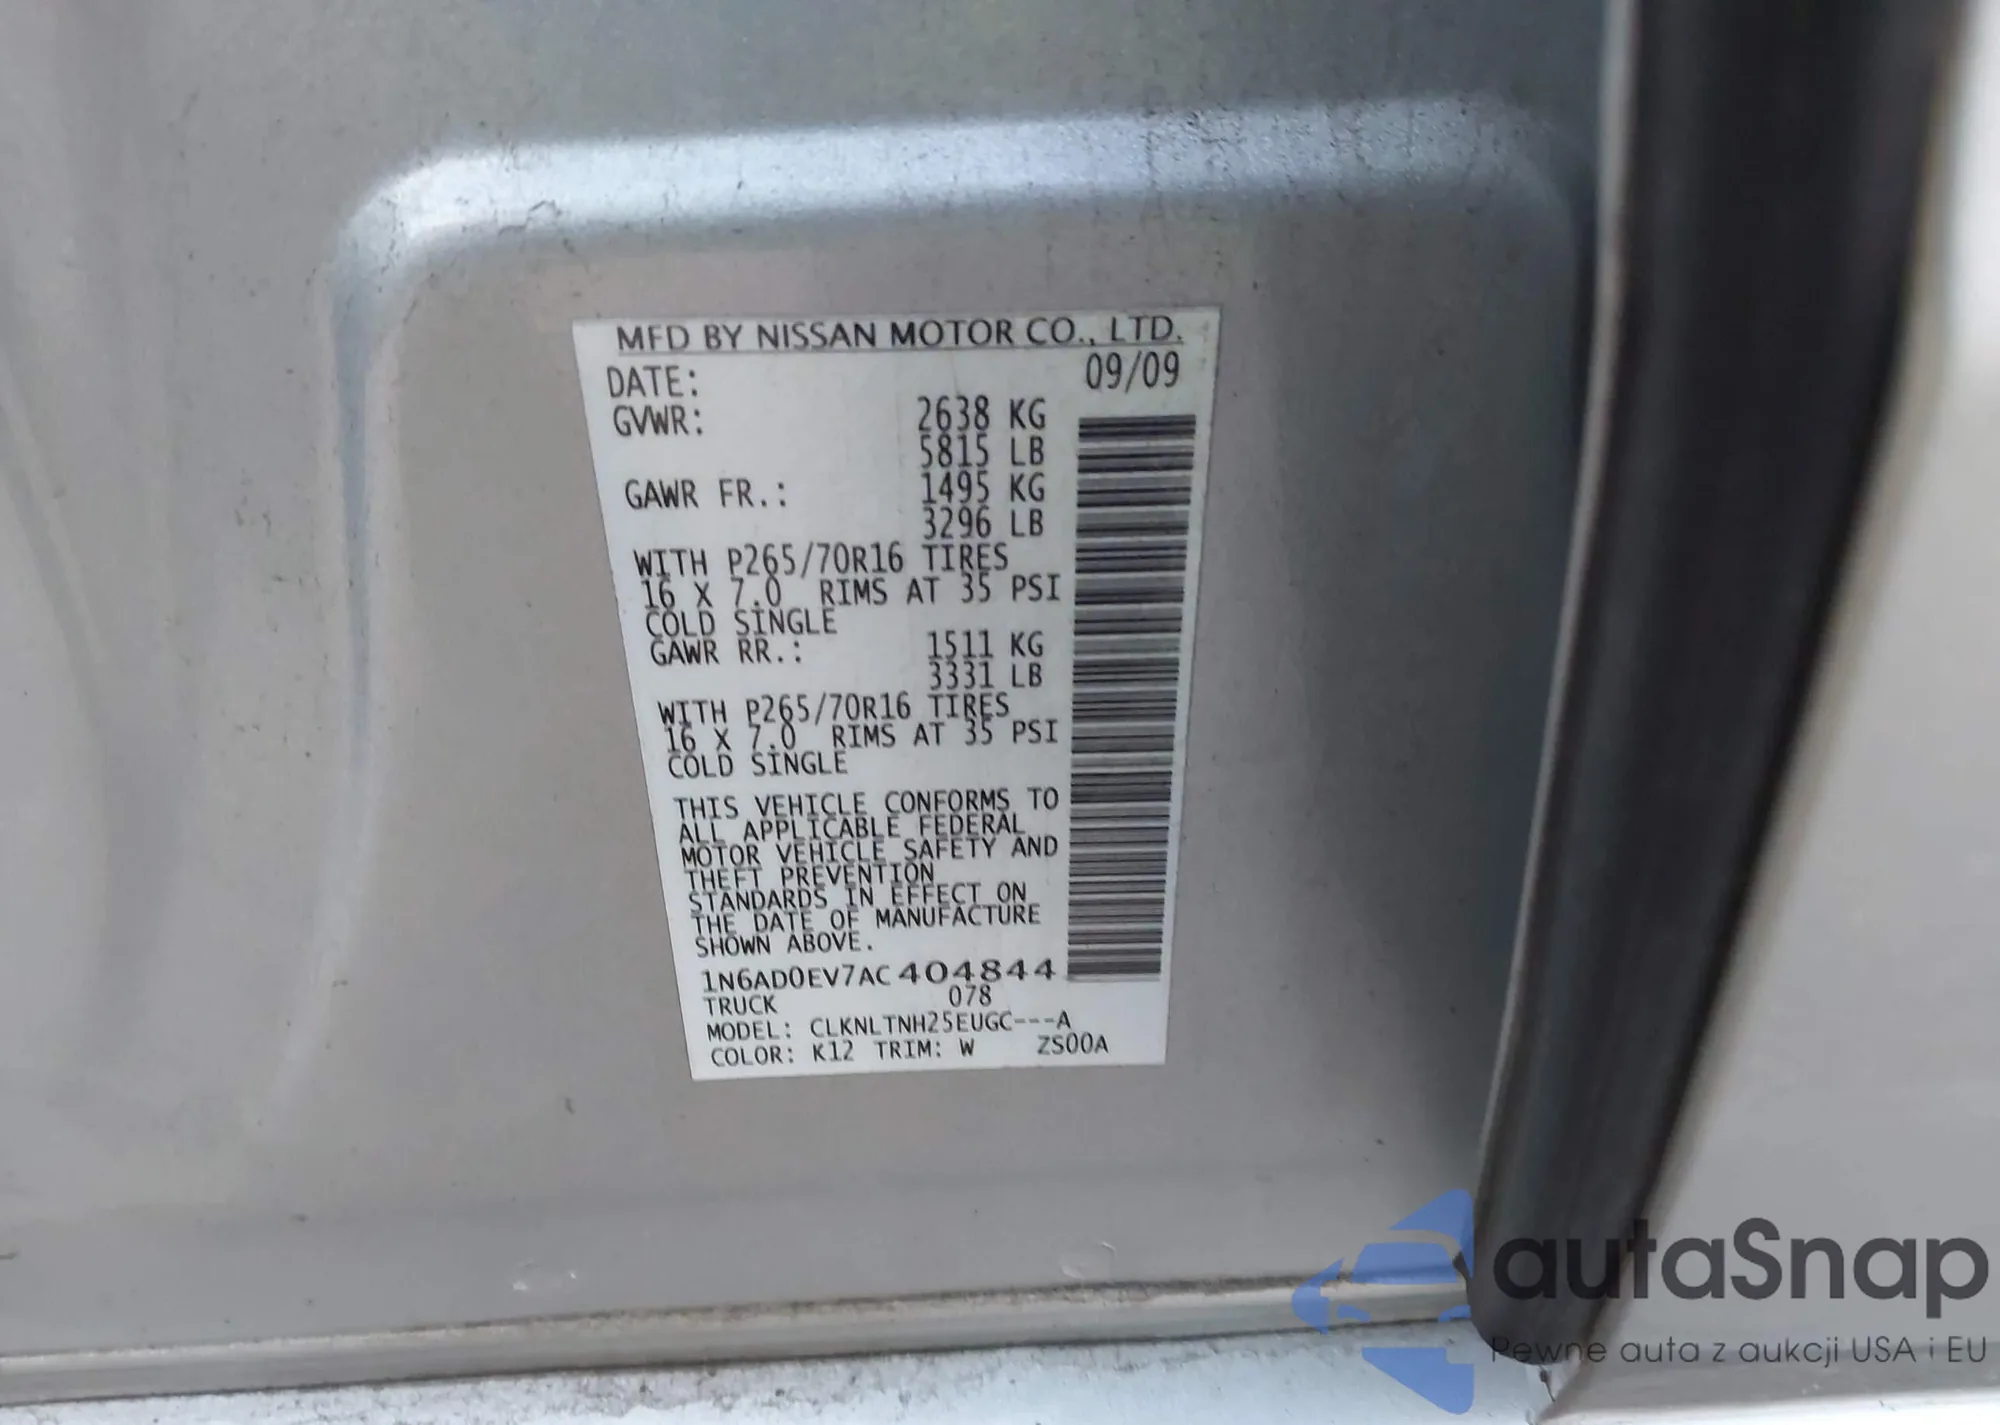 MFD BY NISSAN MOTOR CO., LTD.
DATE: 09/09
GVWR: 2638 KG
5815 LB
GAWR FR.: 1495 KG
3296 LB
WITH P265/70R16 TIRES
16 X 7.0 RIMS AT 35 PSI
COLD SINGLE
GAWR RR.: 1511 KG
3331 LB
WITH P265/70R16 TIRES
16 X 7.0 RIMS AT 35 PSI
COLD SINGLE
THIS VEHICLE CONFORMS TO
ALL APPLICABLE FEDERAL
MOTOR VEHICLE SAFETY AND
THEFT PREVENTION
STANDARDS IN EFFECT ON
THE DATE OF MANUFACTURE
SHOWN ABOVE.
1N6AD0EV7AC404844
TRUCK 078
MODEL: CLKNLTNH25EUGC---A
COLOR: K12 TRIM: W ZS00A
autaSnap
Pewne auta z aukcji USA i EU